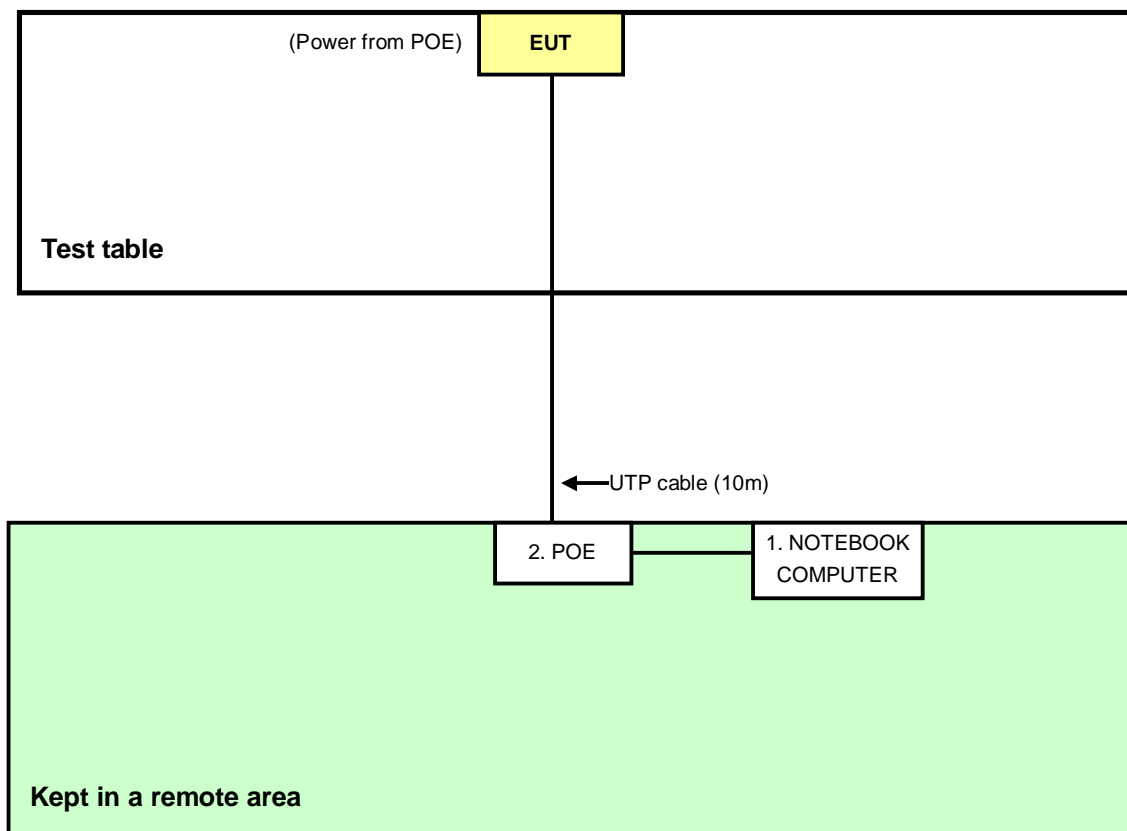 (Power from POE)
EUT
Test table
UTP cable (10m)
2. POE
1. NOTEBOOK
COMPUTER
Kept in a remote area